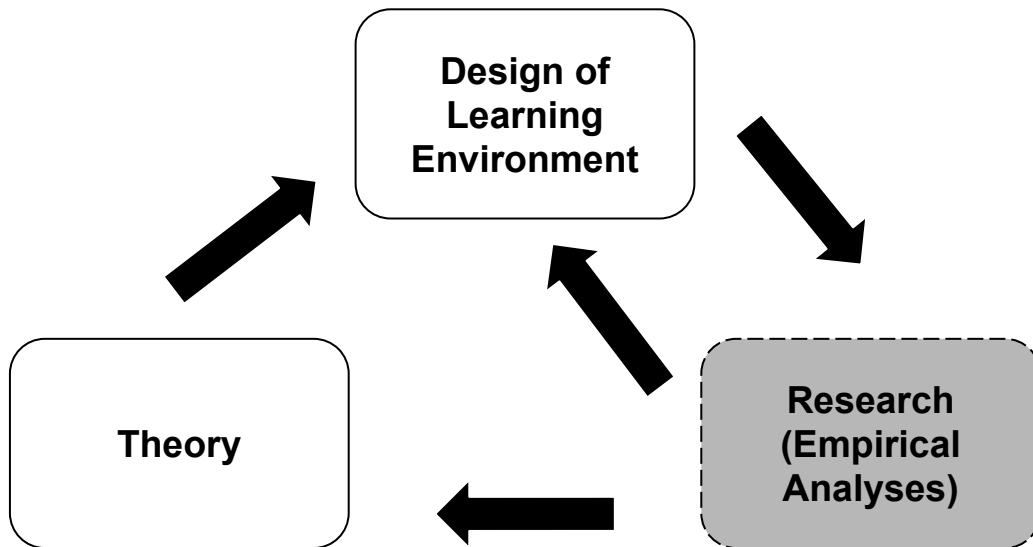 Design of
Learning
Environment
Theory
Research
(Empirical
Analyses)